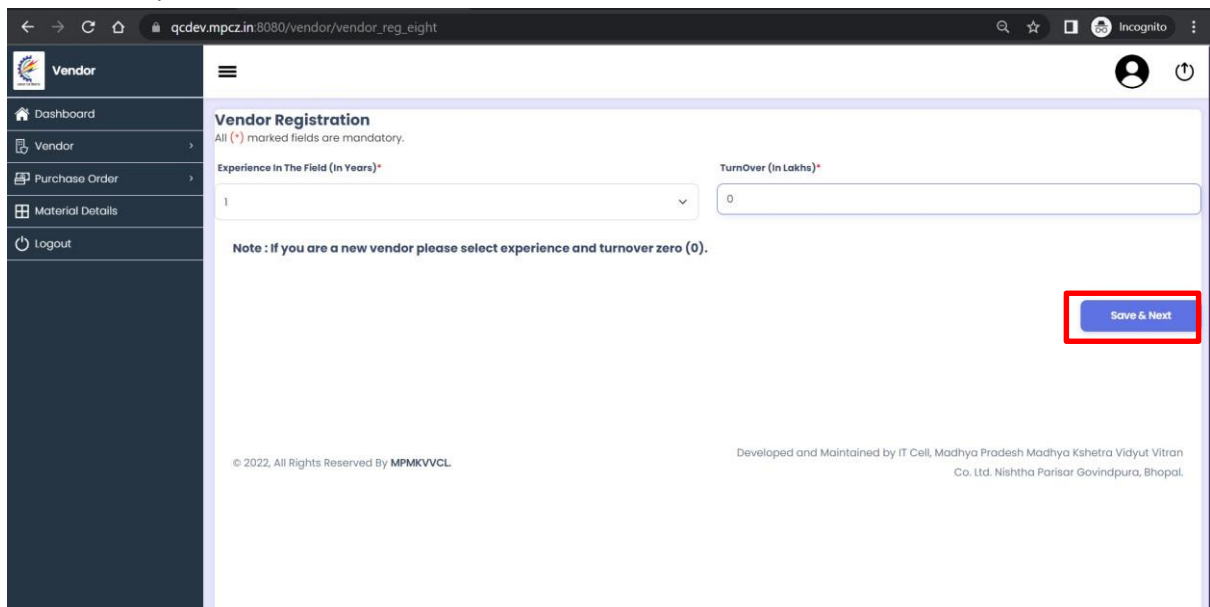 qcdev.mpcz.in:8080/vendor/vendor_reg_eight
Incognito
Vendor
Dashboard
Vendor
Purchase Order
Material Details
Logout
Vendor Registration
All (*) marked fields are mandatory.
Experience In The Field (In Years)*
TurnOver (In Lakhs)*
1
0
Note : If you are a new vendor please select experience and turnover zero (0).
Save & Next
© 2022, All Rights Reserved By MPMKVVCL.
Developed and Maintained by IT Cell, Madhya Pradesh Madhya Kshetra Vidyut Vitran
Co. Ltd. Nishtha Parisar Govindpura, Bhopal.